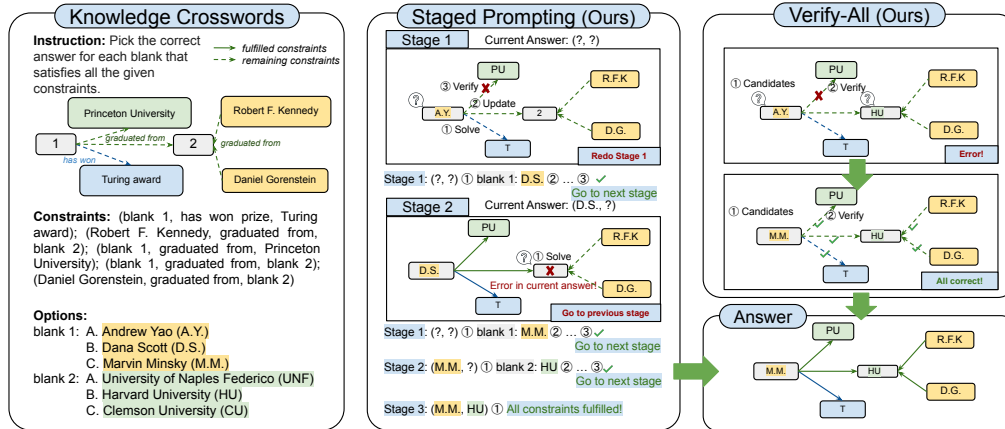 Knowledge Crosswords
Instruction: Pick the correct
answer for each blank that
satisfies all the given
constraints.
fulfilled constraints
remaining constraints
Princeton University
Robert F. Kennedy
graduated from
1
graduated from
2
graduated from
has won
Turing award
Daniel Gorenstein
Constraints: (blank 1, has won prize, Turing
award); (Robert F. Kennedy, graduated from,
blank 2); (blank 1, graduated from, Princeton
University); (blank 1, graduated from, blank 2);
(Daniel Gorenstein, graduated from, blank 2)
Options:
blank 1: A. Andrew Yao (A.Y.)
B. Dana Scott (D.S.)
C. Marvin Minsky (M.M.)
blank 2: A. University of Naples Federico (UNF)
B. Harvard University (HU)
C. Clemson University (CU)
Staged Prompting (Ours)
Stage 1
Current Answer: (?, ?)
PU
R.F.K
③ Verify
?
② Update
A.Y.
2
① Solve
D.G.
T
Redo Stage 1
Stage 1: (?, ?) ① blank 1: D.S. ② ... ③ ✓
Go to next stage
Stage 2
Current Answer: (D.S., ?)
PU
R.F.K
? ① Solve
D.S.
Error in current answer!
D.G.
T
Go to previous stage
Stage 1: (?, ?) ① blank 1: M.M. ② ... ③ ✓
Go to next stage
Stage 2: (M.M., ?) ① blank 2: HU ② ... ③ ✓
Go to next stage
Stage 3: (M.M., HU) ① All constraints fulfilled!
Verify-All (Ours)
PU
① Candidates
R.F.K
② Verify
? ?
A.Y.
HU
D.G.
T
Error!
PU
① Candidates
R.F.K
② Verify
M.M.
HU
D.G.
T
All correct!
Answer
PU
R.F.K
M.M.
HU
D.G.
T